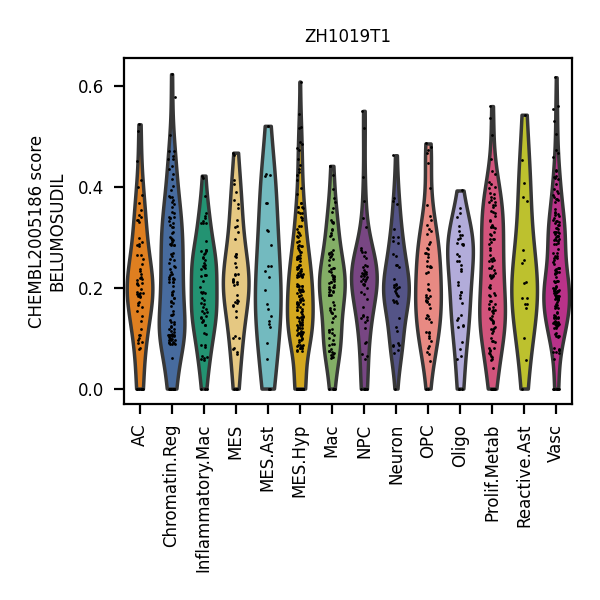 ZH1019T1
CHEMBL2005186 score
BELUMOSUDIL
0.6
0.4
0.2
0.0
AC
Chromatin.Reg
Inflammatory.Mac
MES
MES.Ast
MES.Hyp
Mac
NPC
Neuron
OPC
Oligo
Prolif.Metab
Reactive.Ast
Vasc